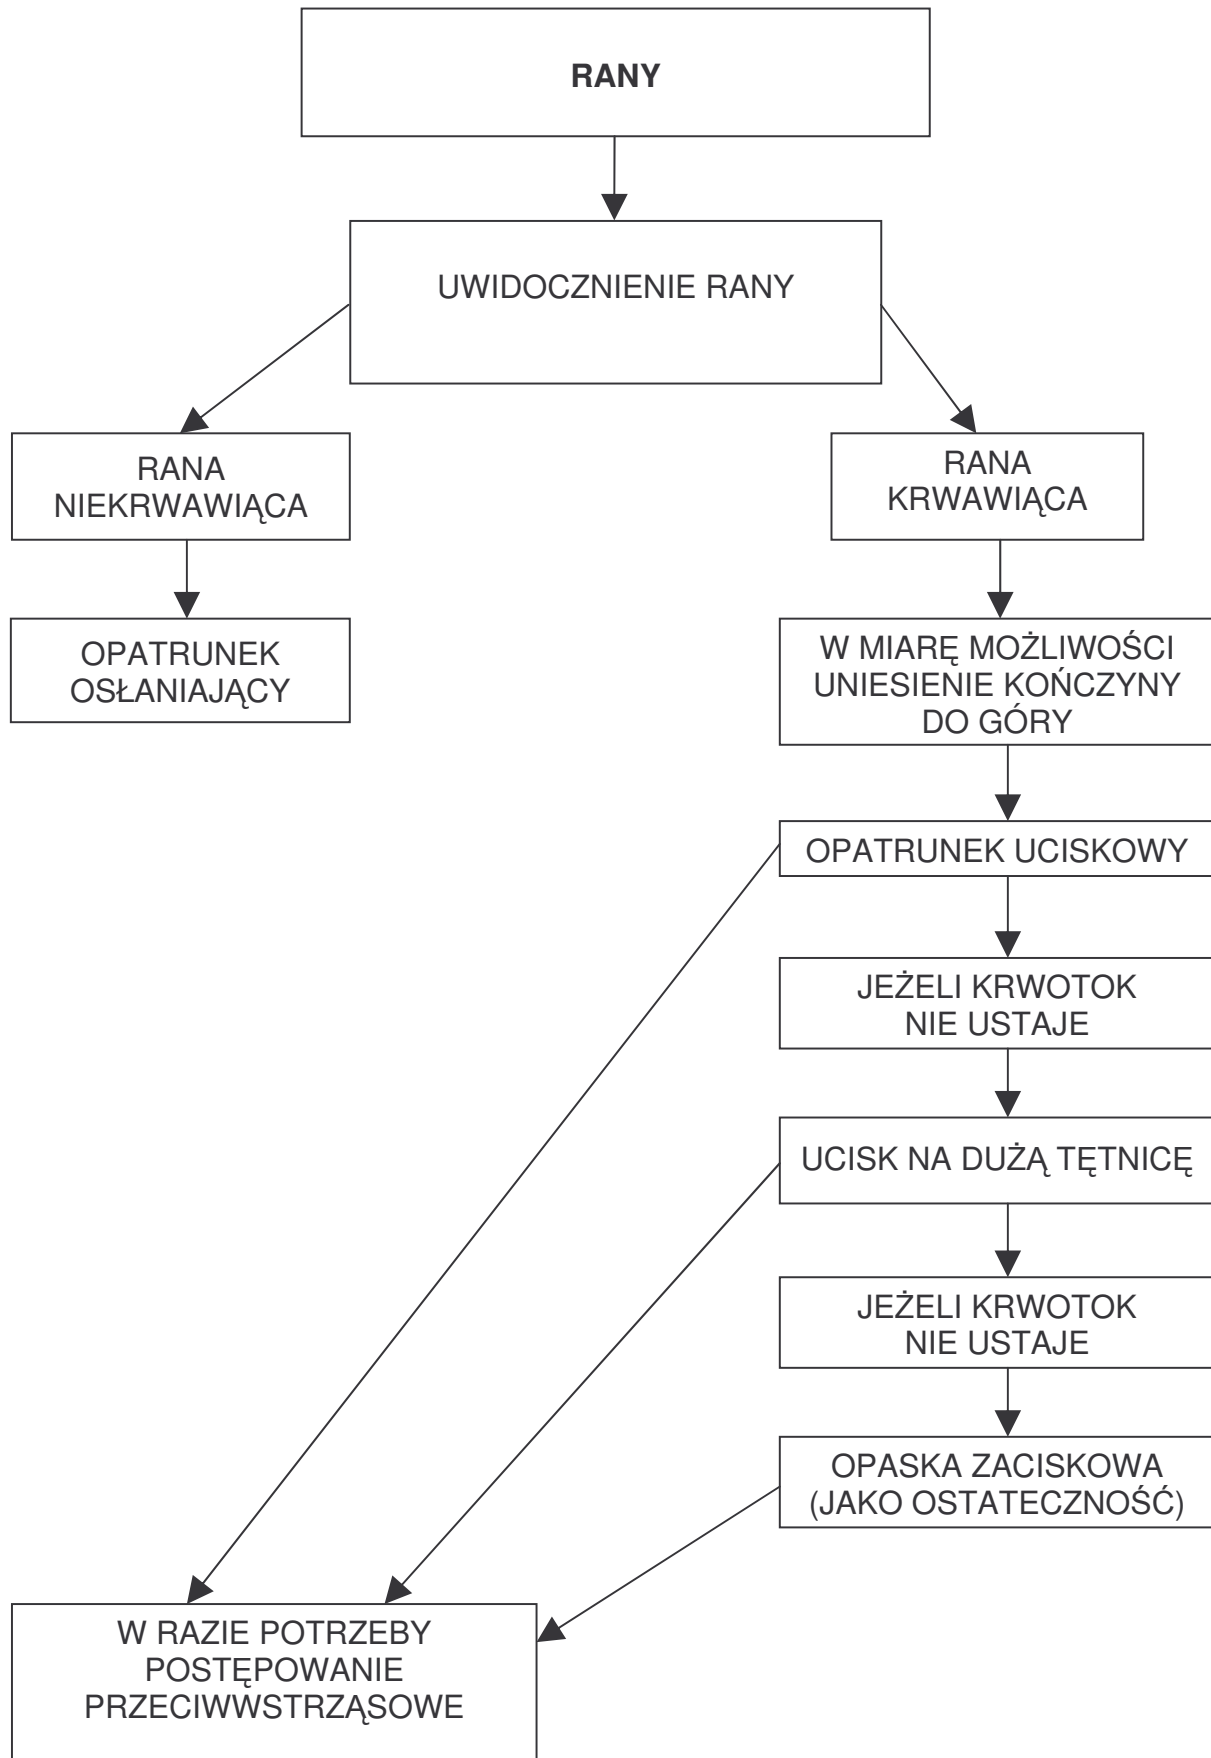 RANY
UWIDOCZNIENIE RANY
RANA
NIEKRWAWIĄCA
RANA
KRWAWIĄCA
OPATRUNEK
OSŁANIAJĄCY
W MIARĘ MOŻLIWOŚCI
UNIESIENIE KOŃCZYNY
DO GÓRY
OPATRUNEK UCISKOWY
JEŻELI KRWOTOK
NIE USTAJE
UCISK NA DUŻĄ TĘTNICĘ
JEŻELI KRWOTOK
NIE USTAJE
OPASKA ZACISKOWA
(JAKO OSTATECZNOŚĆ)
W RAZIE POTRZEBY
POSTĘPOWANIE
PRZECIWWSTRZĄSOWE